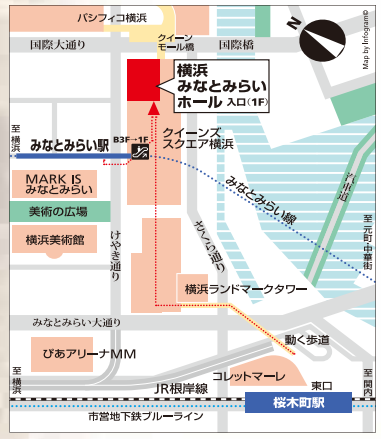 パシフィコ横浜
国際大通り
クイーン
モール橋
国際橋
N
Map by Infogram©
横浜
みなとみらい
ホール 入口(1F)
至横浜
みなとみらい駅
B3F→1F
クイーンズ
スクエア横浜
MARK IS
みなとみらい
美術の広場
横浜美術館
けやき通り
さくら通り
みなとみらい線
汽車道
至元町中華街
横浜ランドマークタワー
みなとみらい大通り
動く歩道
ぴあアリーナMM
コレットマーレ
東口
至横浜
JR根岸線
桜木町駅
至関内
市営地下鉄ブルーライン